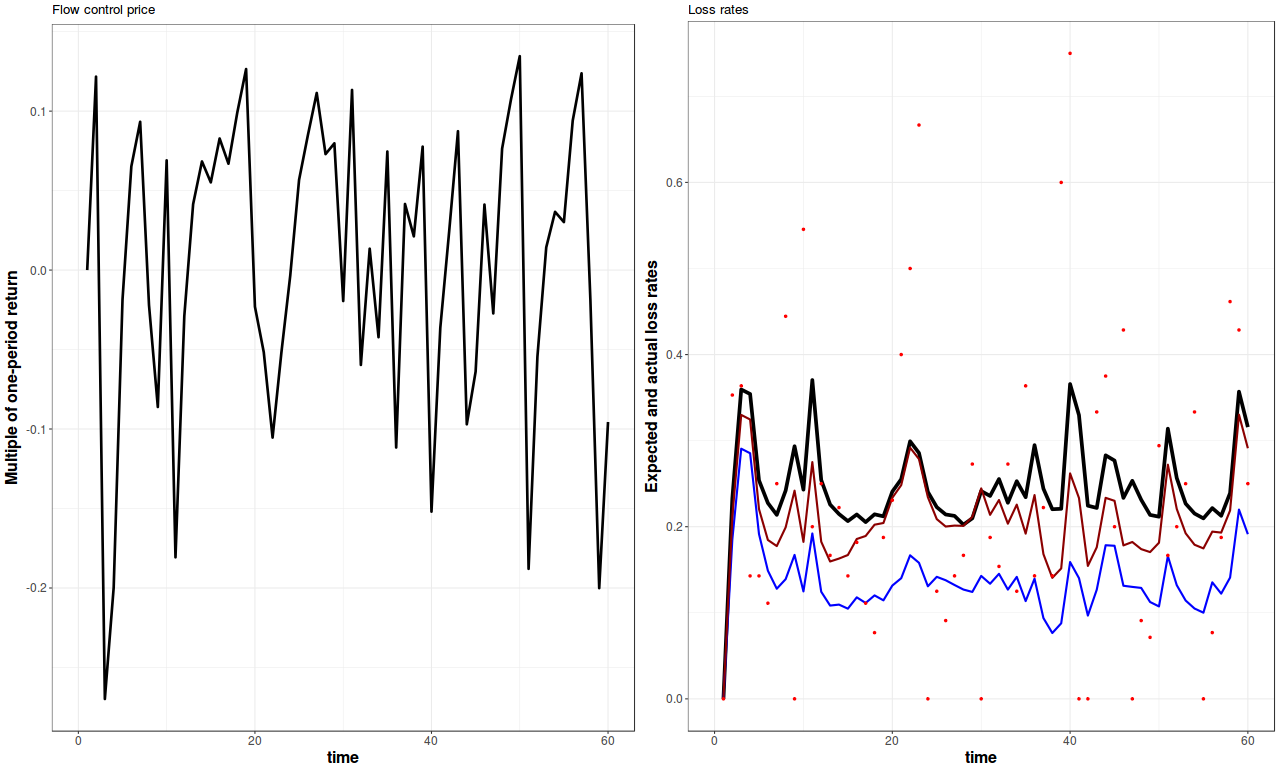 Flow control price
Multiple of one-period return
0.1
0.0
-0.1
-0.2
0
20
40
60
time
Loss rates
Expected and actual loss rates
0.6
0.4
0.2
0.0
0
20
40
60
time